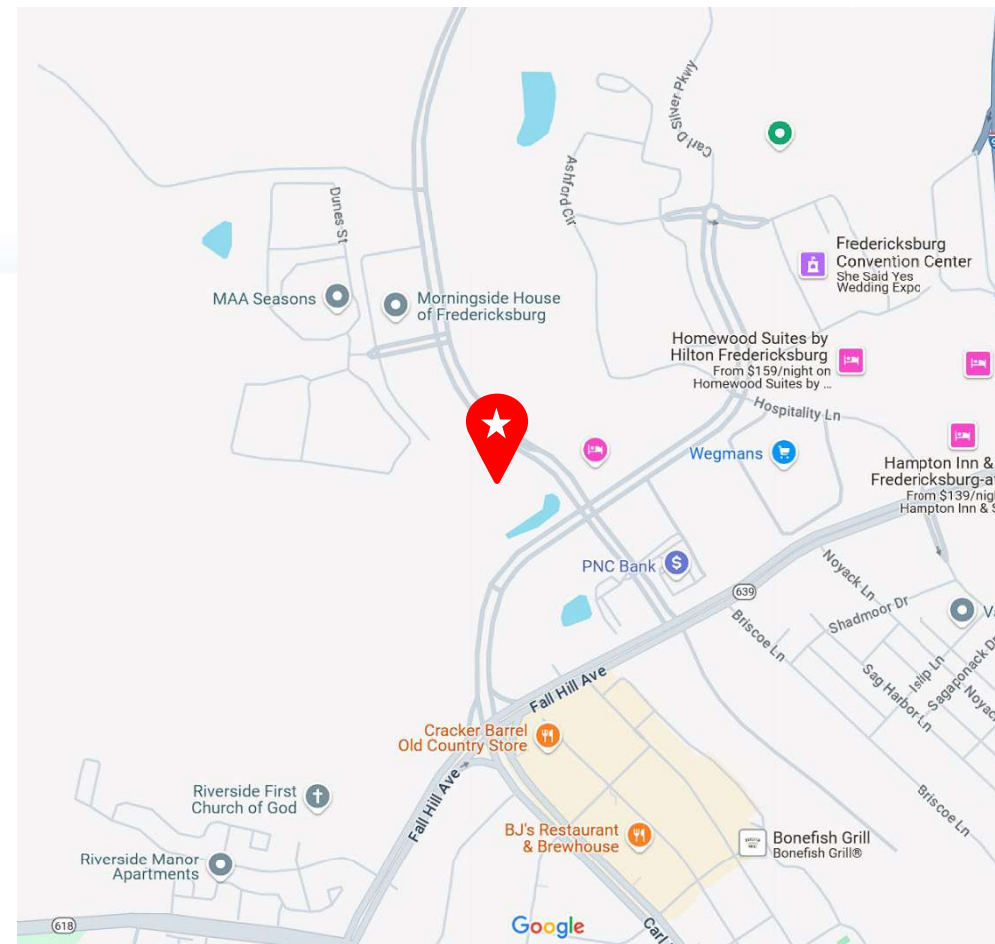 Carl D Silver Pkwy
Ashford Cir
Dunes St
Fredericksburg
Convention Center
She Said Yes
Wedding Expo
MAA Seasons
Morningside House
of Fredericksburg
Homewood Suites by
Hilton Fredericksburg
From $159/night on
Homewood Suites by ...
Hospitality Ln
Wegmans
Hampton Inn &
Fredericksburg-a
From $139/nig
Hampton Inn & S
PNC Bank
639
Noyack Ln
Shadmoor Dr
Briscoe Ln
Islip Ln
Sagaponack D
Sag Harbor Ln
Noyac
Fall Hill Ave
Cracker Barrel
Old Country Store
Fall Hill Ave
Riverside First
Church of God
Briscoe Ln
BJ's Restaurant
& Brewhouse
Bonefish Grill
Bonefish Grill®
Riverside Manor
Apartments
618
Google
Carl